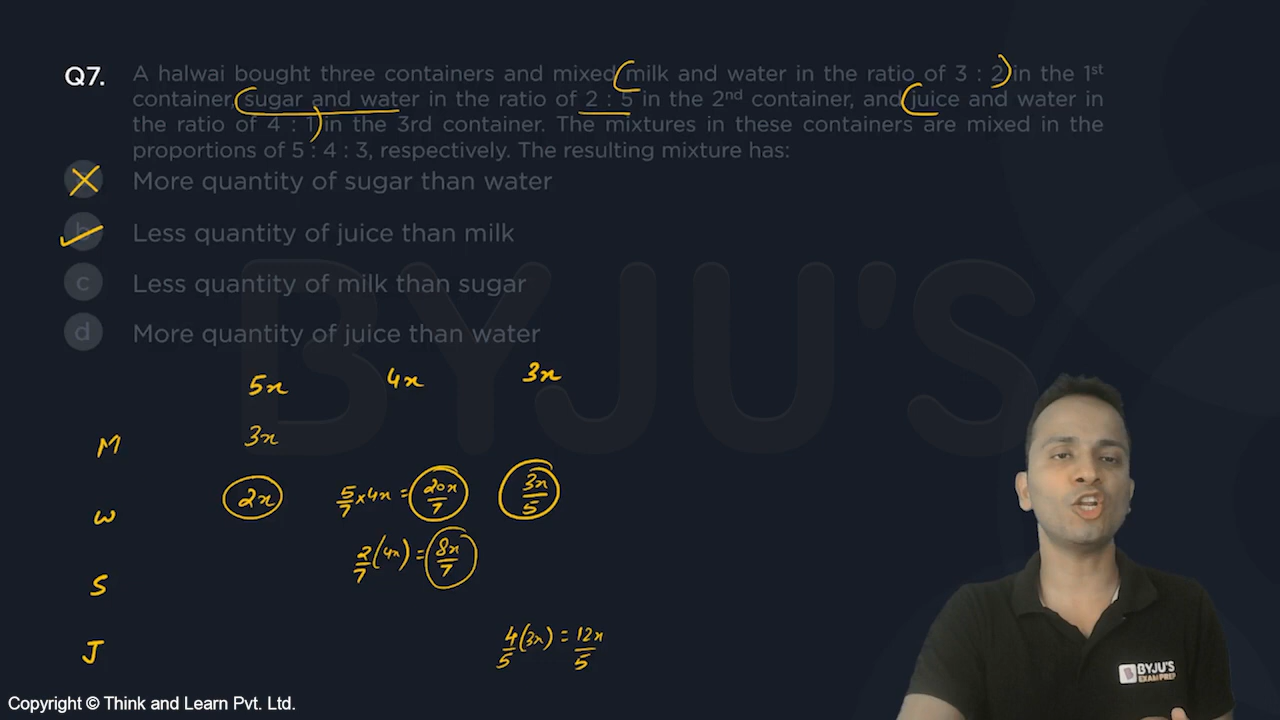 Q7. A halwai bought three containers and mixed milk and water in the ratio of 3 : 2 in the 1st
container, sugar and water in the ratio of 2 : 5 in the 2nd container, and juice and water in
the ratio of 4 : 1 in the 3rd container. The mixtures in these containers are mixed in the
proportions of 5 : 4 : 3, respectively. The resulting mixture has:
More quantity of sugar than water
b Less quantity of juice than milk
c Less quantity of milk than sugar
d More quantity of juice than water
BYJU'S
5x 4x 3x
M 3x
W 2x 5/7 x 4x = 20x/7 3x/5
S 2/7 (4x) = 8x/7
J 4/5 (3x) = 12x/5
BYJU'S
EXAM PREP
Copyright © Think and Learn Pvt. Ltd.